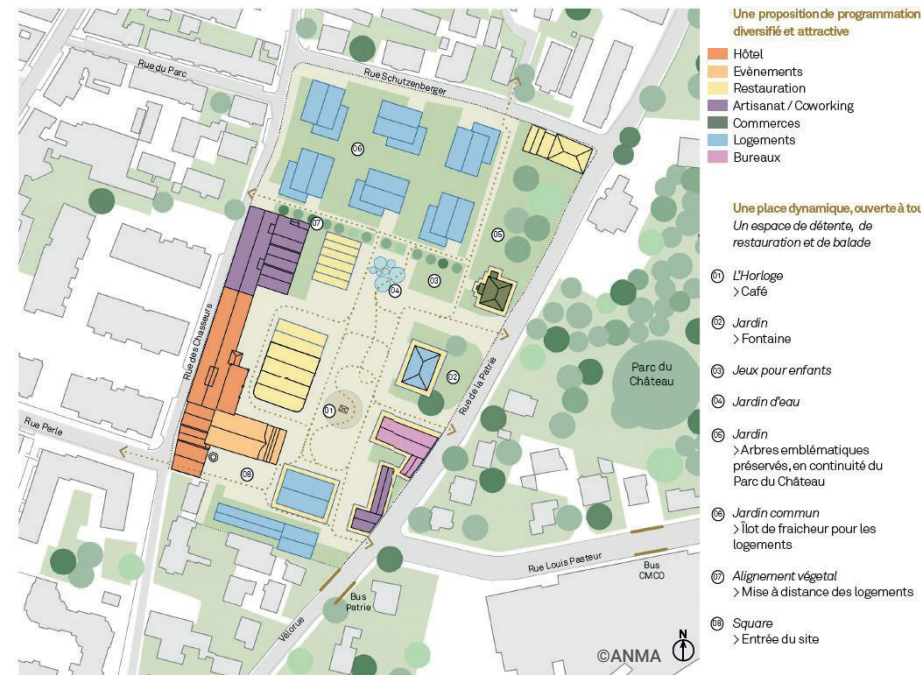 Une proposition de programmation
diversifié et attractive
Hôtel
Evènements
Restauration
Artisanat / Coworking
Commerces
Logements
Bureaux
Une place dynamique, ouverte à tou
Un espace de détente, de
restauration et de balade
01 L'Horloge
> Café
02 Jardin
> Fontaine
03 Jeux pour enfants
04 Jardin d'eau
05 Jardin
> Arbres emblématiques
préservés, en continuité du
Parc du Château
06 Jardin commun
> Îlot de fraicheur pour les
logements
07 Alignement végetal
> Mise à distance des logements
08 Square
> Entrée du site
Rue du Parc
Rue Schutzenberger
06
07
05
04
03
Rue des Chasseurs
Parc du
Château
02
Rue de la Patrie
01
Rue Perle
08
Rue Louis Pasteur
Bus
CMCO
Bus
Patrie
Vélorue
©ANMA
N